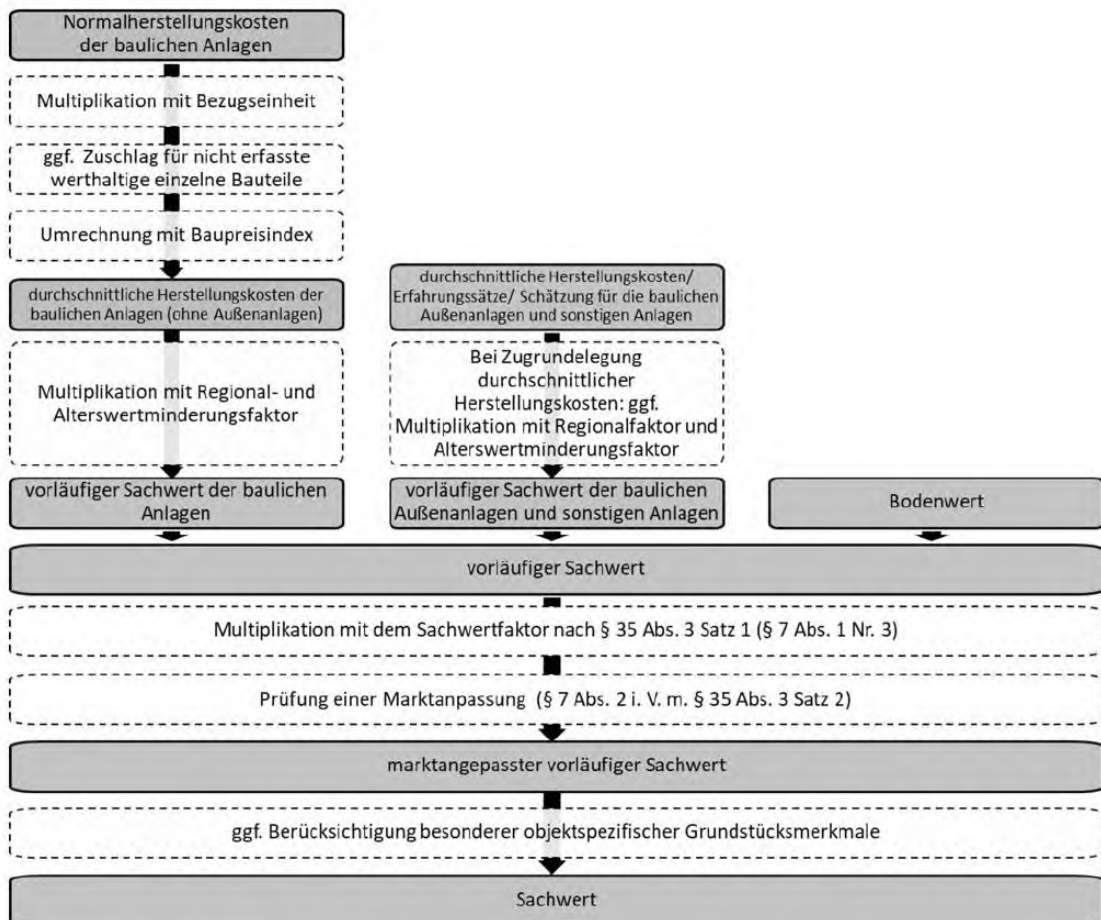 Normalherstellungskosten
der baulichen Anlagen
Multiplikation mit Bezugseinheit
ggf. Zuschlag für nicht erfasste
werthaltige einzelne Bauteile
Umrechnung mit Baupreisindex
durchschnittliche Herstellungskosten der
baulichen Anlagen (ohne Außenanlagen)
durchschnittliche Herstellungskosten/
Erfahrungssätze/ Schätzung für die baulichen
Außenanlagen und sonstigen Anlagen
Multiplikation mit Regional- und
Alterswertminderungsfaktor
Bei Zugrundelegung
durchschnittlicher
Herstellungskosten: ggf.
Multiplikation mit Regionalfaktor und
Alterswertminderungsfaktor
vorläufiger Sachwert der baulichen
Anlagen
vorläufiger Sachwert der baulichen
Außenanlagen und sonstigen Anlagen
Bodenwert
vorläufiger Sachwert
Multiplikation mit dem Sachwertfaktor nach § 35 Abs. 3 Satz 1 (§ 7 Abs. 1 Nr. 3)
Prüfung einer Marktanpassung (§ 7 Abs. 2 i. V. m. § 35 Abs. 3 Satz 2)
marktangepasster vorläufiger Sachwert
ggf. Berücksichtigung besonderer objektspezifischer Grundstücksmerkmale
Sachwert